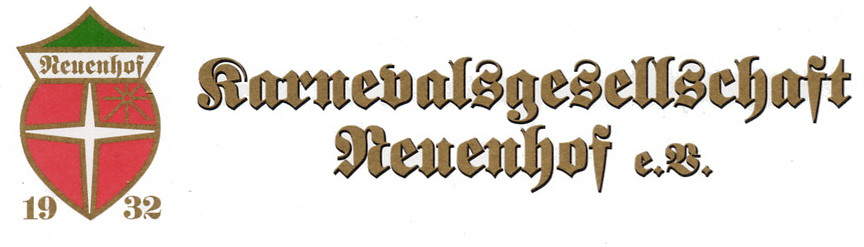 Neuenhof
19 32
Karnevalsgesellschaft
Neuenhof e.V.